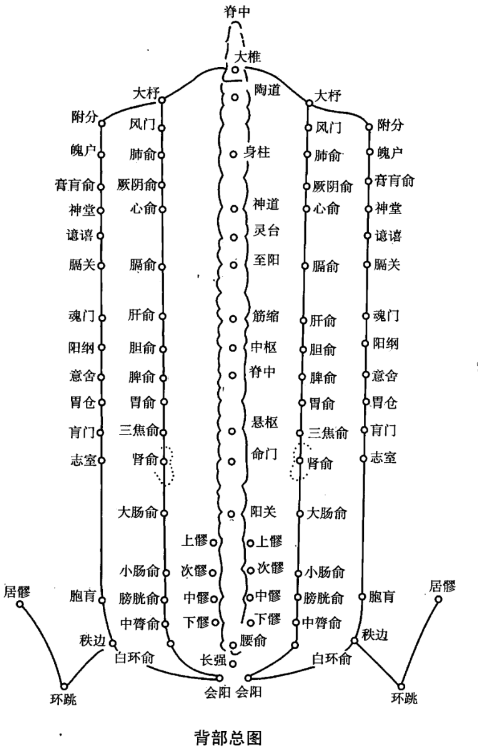 脊中
大椎
大杼 陶道 大杼
附分 风门 风门 附分
魄户 肺俞 身柱 肺俞 魄户
膏肓俞 厥阴俞 厥阴俞 膏肓俞
神堂 心俞 神道 心俞 神堂
谚谆 灵台 谚谆
膈关 膈俞 至阳 膈俞 膈关
魂门 肝俞 筋缩 肝俞 魂门
阳纲 胆俞 中枢 胆俞 阳纲
意舍 脾俞 脊中 脾俞 意舍
胃仓 胃俞 胃俞 胃仓
肓门 三焦俞 悬枢 三焦俞 肓门
志室 肾俞 命门 肾俞 志室
大肠俞 阳关 大肠俞
上髎 上髎
小肠俞 次髎 次髎 小肠俞
居髎 胞肓 膀胱俞 中髎 中髎 膀胱俞 胞肓 居髎
中膂俞 下髎 下髎 中膂俞
秩边 腰俞 秩边
白环俞 长强 白环俞
环跳 会阳 会阳 环跳
背部总图